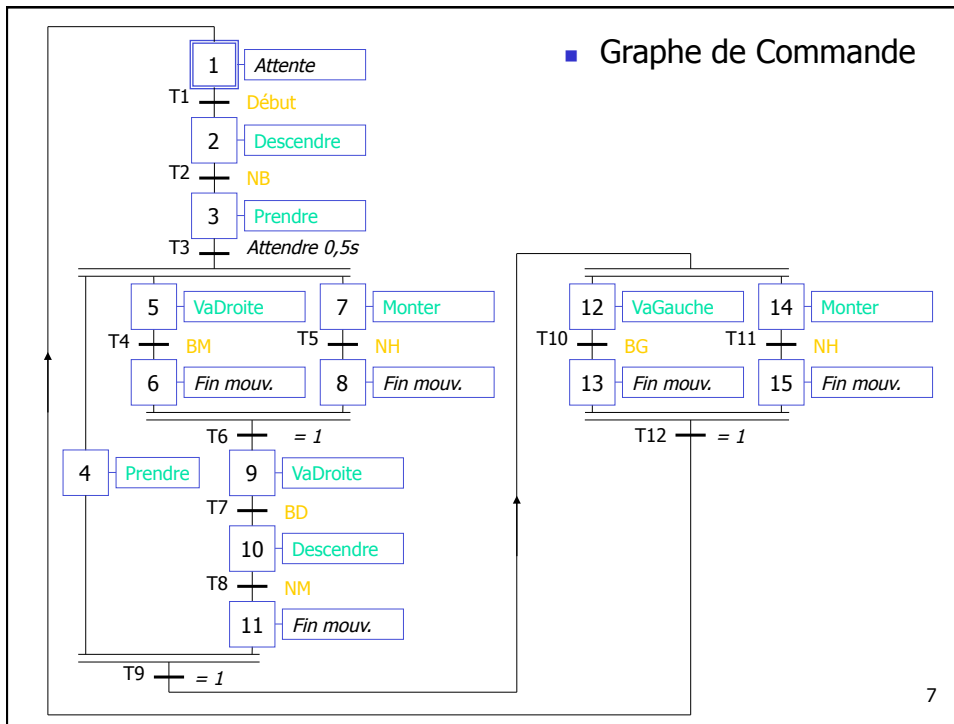 Graphe de Commande
1 Attente
T1 Début
2 Descendre
T2 NB
3 Prendre
T3 Attendre 0,5s
5 VaDroite 7 Monter 12 VaGauche 14 Monter
T4 BM T5 NH T10 BG T11 NH
6 Fin mouv. 8 Fin mouv. 13 Fin mouv. 15 Fin mouv.
T6 = 1 T12 = 1
4 Prendre 9 VaDroite
T7 BD
10 Descendre
T8 NM
11 Fin mouv.
T9 = 1
7